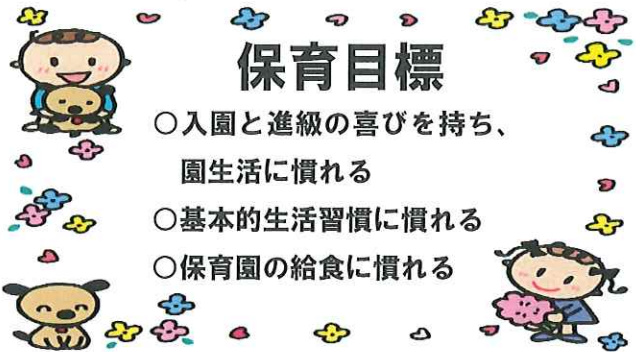 保育目標
○入園と進級の喜びを持ち、
園生活に慣れる
○基本的生活習慣に慣れる
○保育園の給食に慣れる